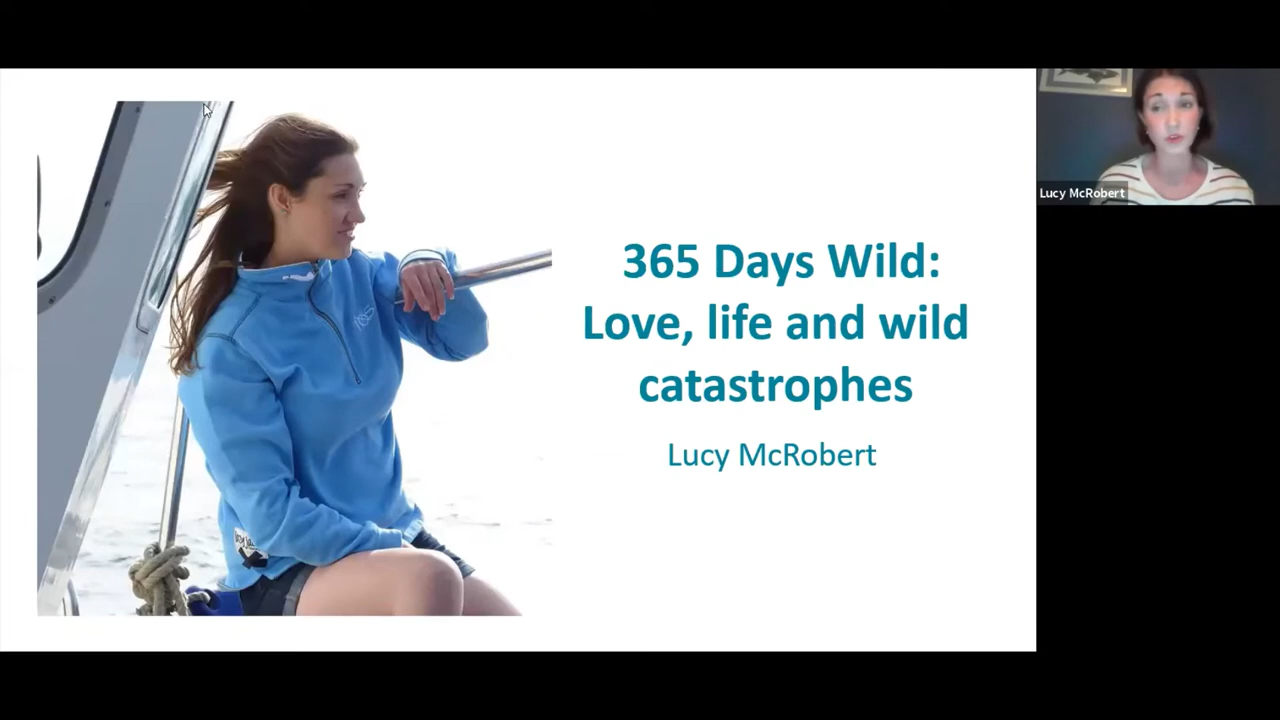 365 Days Wild:
Love, life and wild
catastrophes
Lucy McRobert
Lucy McRobert